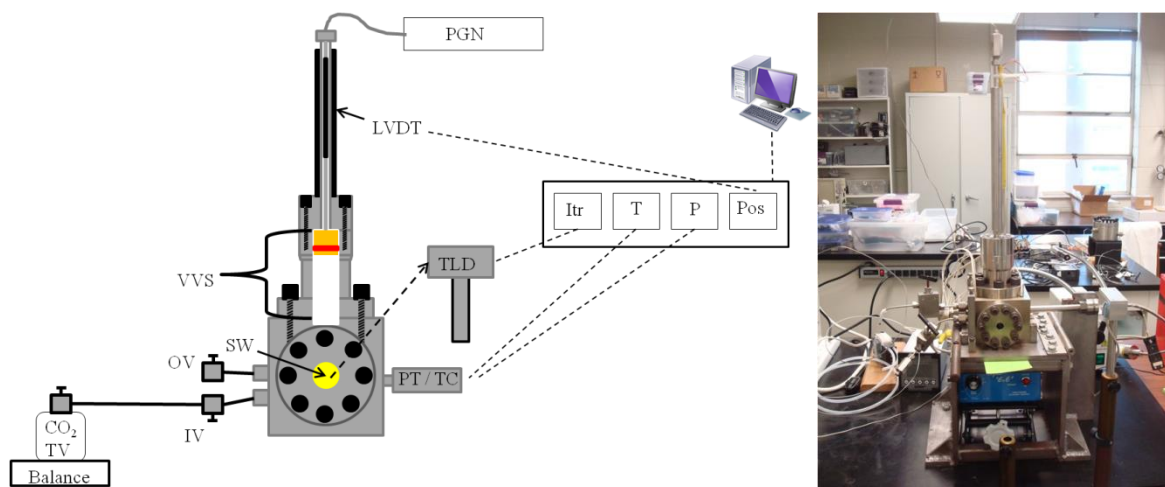 PGN
LVDT
Itr T P Pos
VVS
TLD
SW
OV
PT / TC
IV
CO₂
TV
Balance